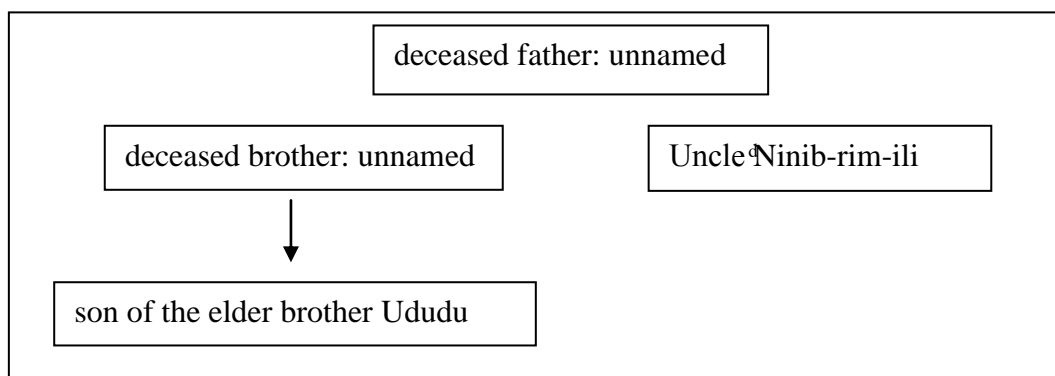 deceased father: unnamed
deceased brother: unnamed
Uncle ᵈNinib-rim-ili
son of the elder brother Ududu